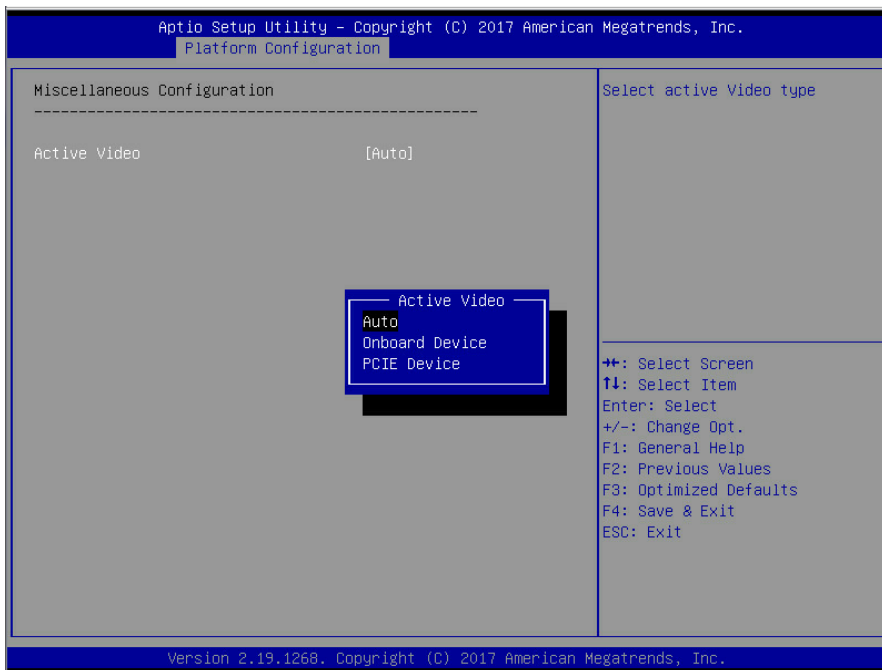 Aptio Setup Utility – Copyright (C) 2017 American Megatrends, Inc.
Platform Configuration
Miscellaneous Configuration
--------------------------------------------------
Active Video [Auto]
Select active Video type
Active Video
Auto
Onboard Device
PCIE Device
→←: Select Screen
↑↓: Select Item
Enter: Select
+/-: Change Opt.
F1: General Help
F2: Previous Values
F3: Optimized Defaults
F4: Save & Exit
ESC: Exit
Version 2.19.1268. Copyright (C) 2017 American Megatrends, Inc.